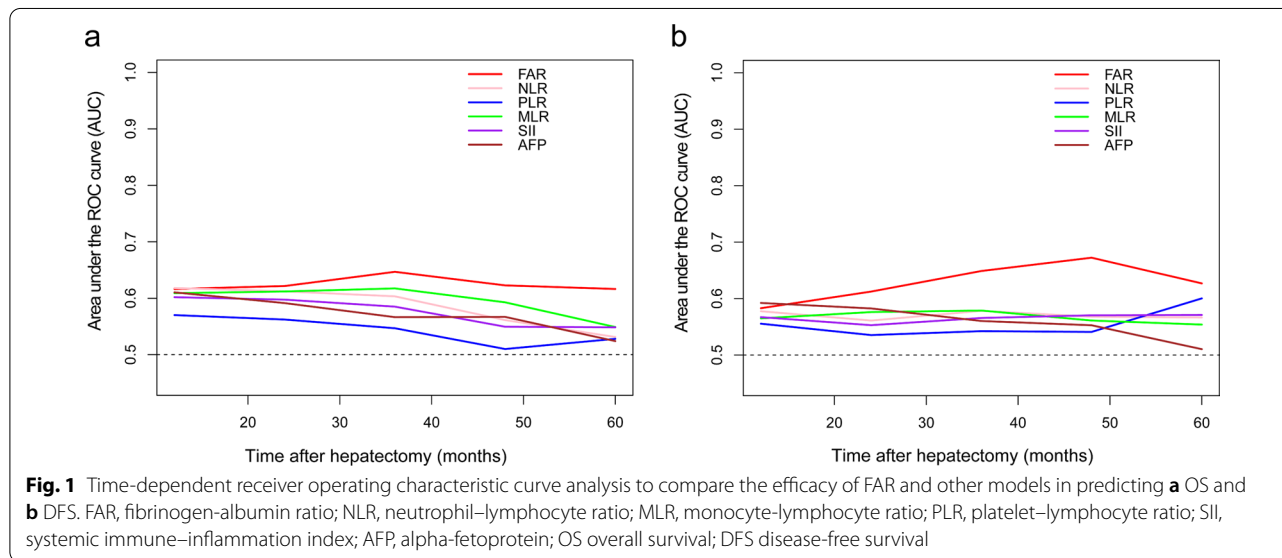 a
Area under the ROC curve (AUC)
1.0
0.9
0.8
0.7
0.6
0.5
FAR
NLR
PLR
MLR
SII
AFP
20 30 40 50 60
Time after hepatectomy (months)
b
Area under the ROC curve (AUC)
1.0
0.9
0.8
0.7
0.6
0.5
FAR
NLR
PLR
MLR
SII
AFP
20 30 40 50 60
Time after hepatectomy (months)
Fig. 1 Time-dependent receiver operating characteristic curve analysis to compare the efficacy of FAR and other models in predicting a OS and
b DFS. FAR, fibrinogen-albumin ratio; NLR, neutrophil–lymphocyte ratio; MLR, monocyte-lymphocyte ratio; PLR, platelet–lymphocyte ratio; SII,
systemic immune–inflammation index; AFP, alpha-fetoprotein; OS overall survival; DFS disease-free survival